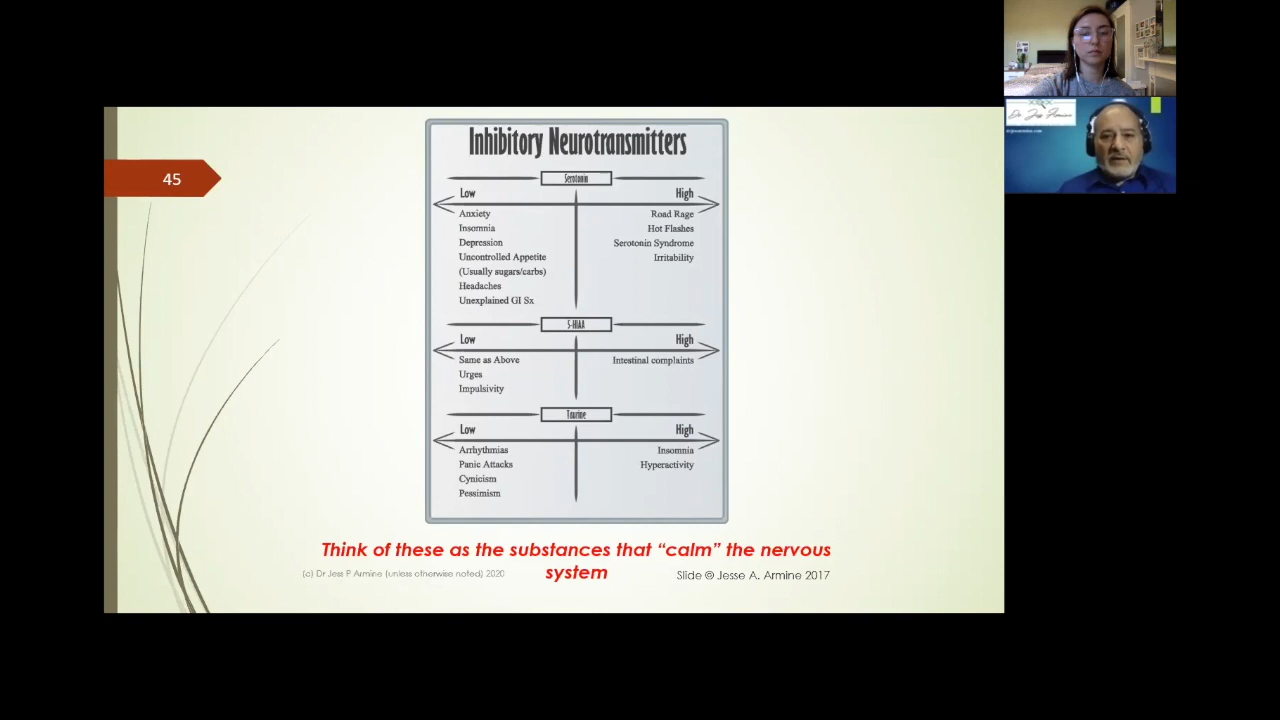 45
Inhibitory Neurotransmitters
Serotonin
Low
High
Anxiety
Insomnia
Depression
Uncontrolled Appetite
(Usually sugars/carbs)
Headaches
Unexplained GI Sx
Road Rage
Hot Flashes
Serotonin Syndrome
Irritability
5-HIAA
Low
High
Same as Above
Urges
Impulsivity
Intestinal complaints
Taurine
Low
High
Arrhythmias
Panic Attacks
Cynicism
Pessimism
Insomnia
Hyperactivity
Think of these as the substances that “calm” the nervous
system
(c) Dr Jess P Armine (unless otherwise noted) 2020
Slide © Jesse A. Armine 2017
Dr. Jess Armine